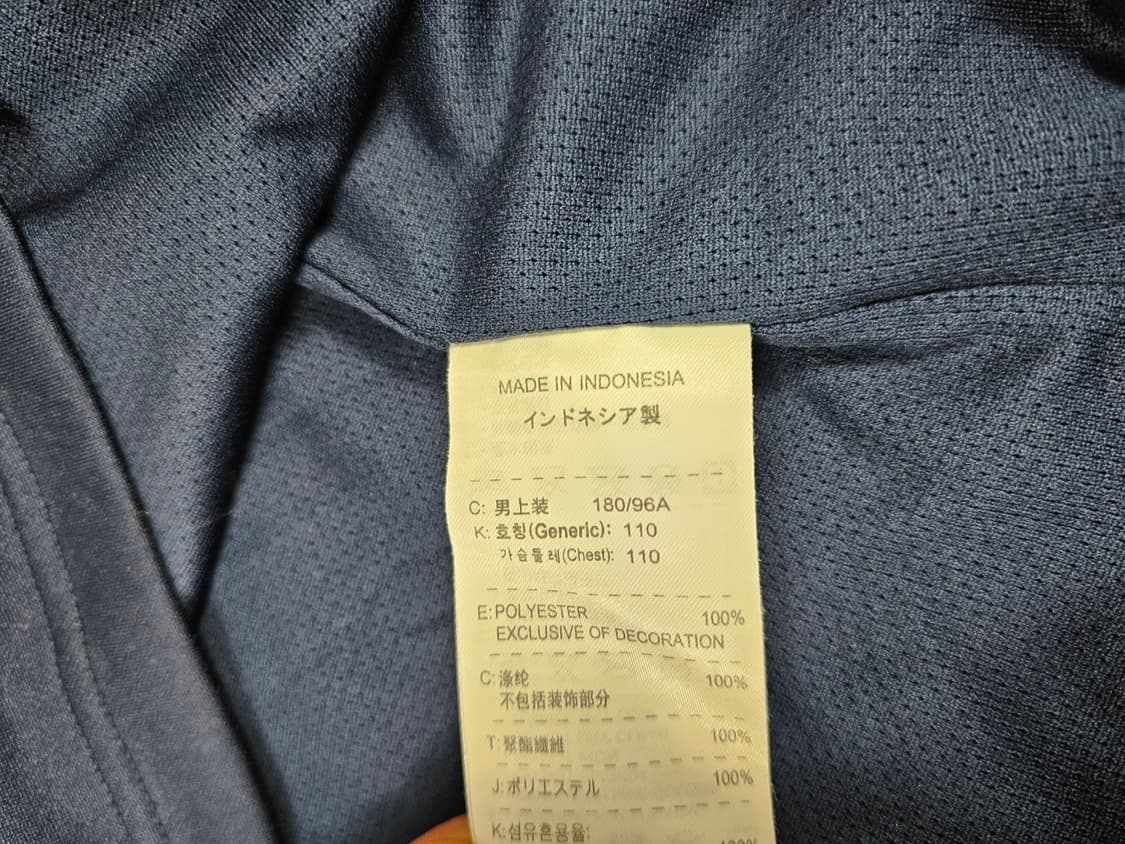 MADE IN INDONESIA
インドネシア製
C: 男上装 180/96A
K: 호칭(Generic): 110
가슴둘레(Chest): 110
E: POLYESTER 100%
EXCLUSIVE OF DECORATION
C: 涤纶 100%
不包括装饰部分
T: 聚酯纖維 100%
J: ポリエステル 100%
K: 섬유혼용율: